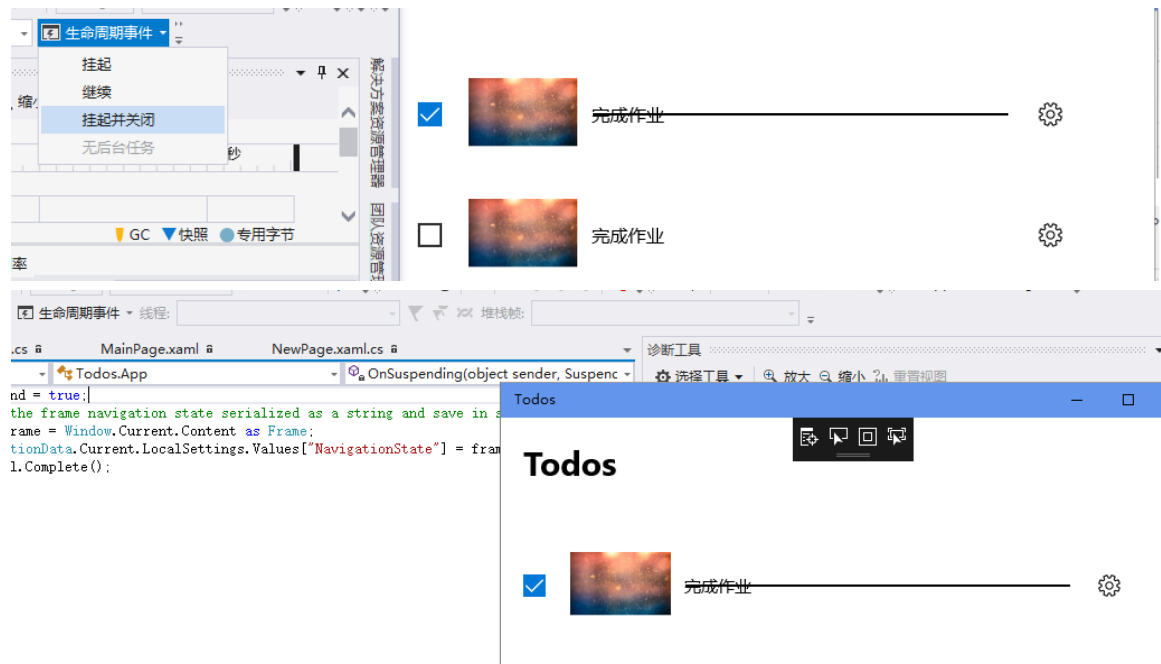 生命周期事件
挂起
继续
挂起并关闭
无后台任务
缩
秒
GC 快照 专用字节
率
解决方案资源管理器
团队资源管
完成作业
完成作业
生命周期事件 线程: 堆栈帧:
.cs MainPage.xaml NewPage.xaml.cs
诊断工具
Todos.App OnSuspending(object sender, Suspenc
选择工具 放大 缩小 重置视图
nd = true;
the frame navigation state serialized as a string and save in s
rame = Window.Current.Content as Frame;
tionData.Current.LocalSettings.Values["NavigationState"] = fram
l.Complete();
Todos
Todos
完成作业